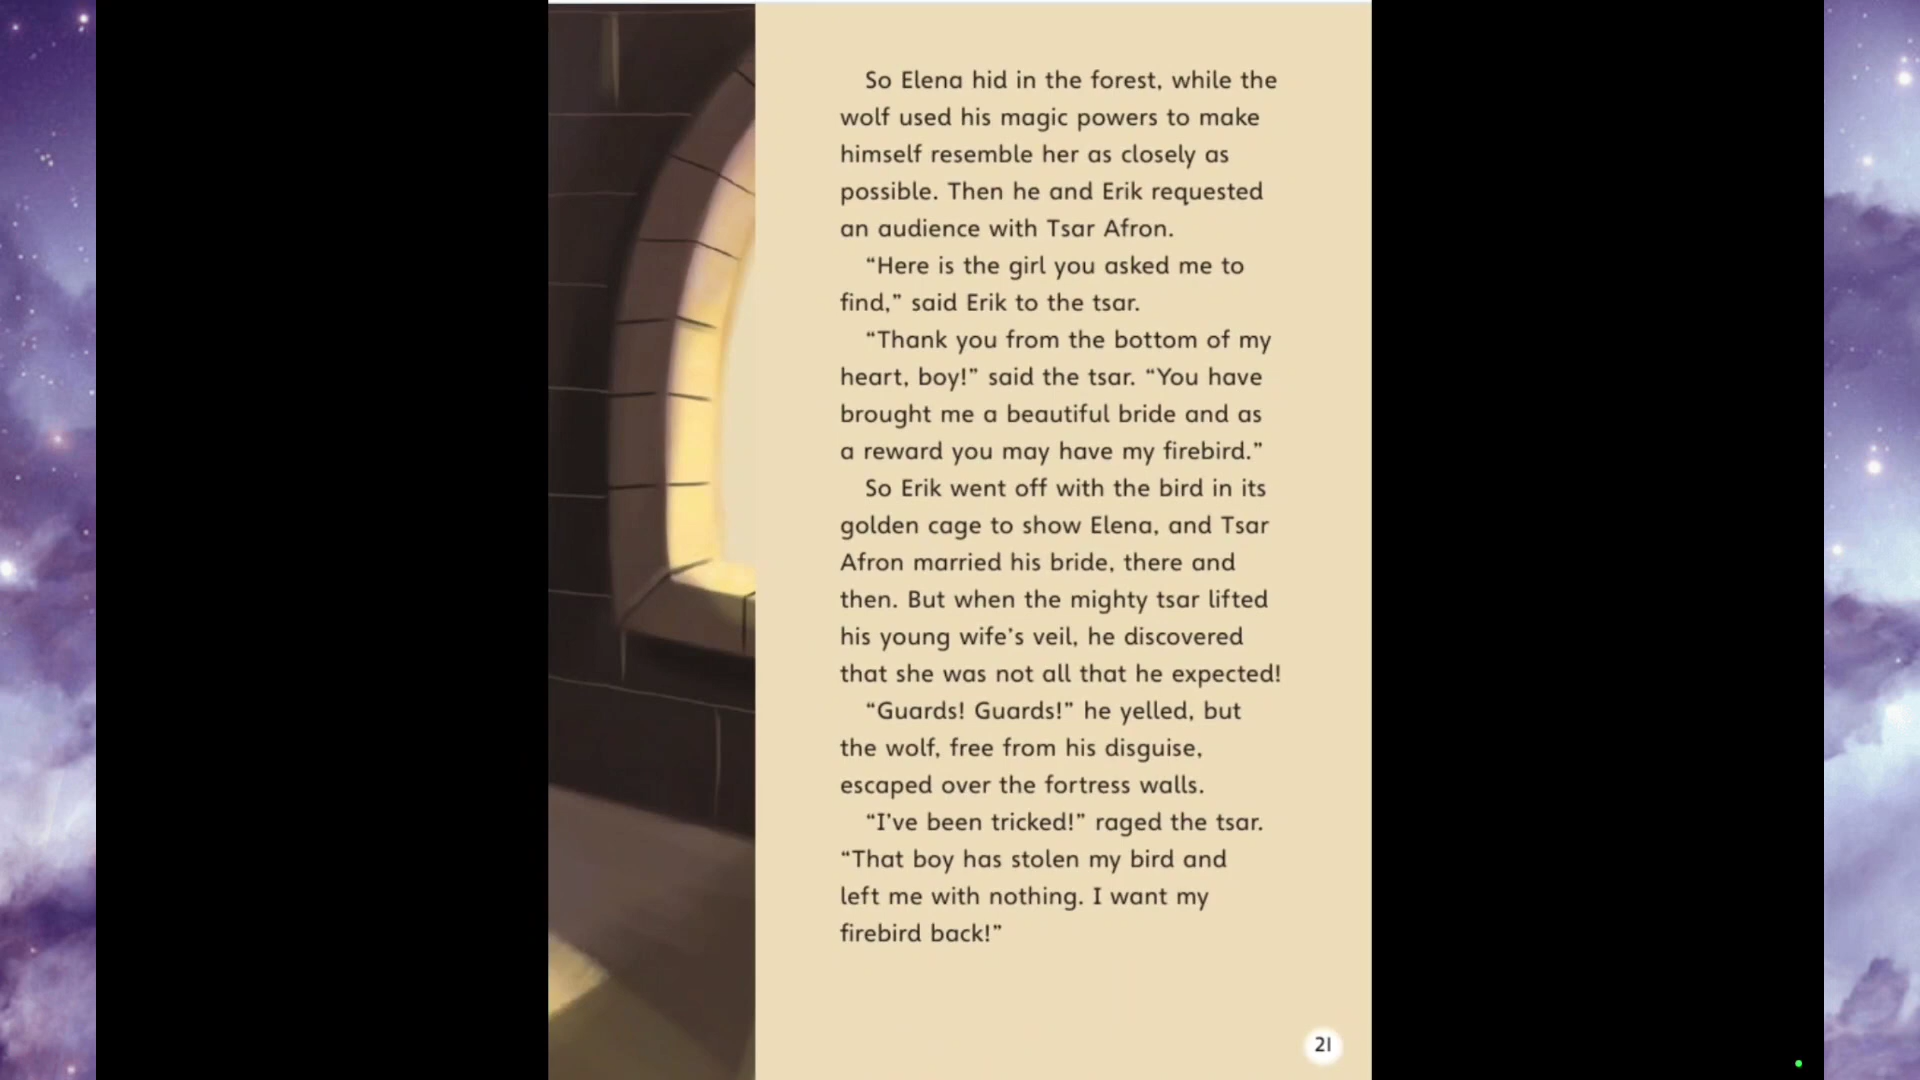 So Elena hid in the forest, while the
wolf used his magic powers to make
himself resemble her as closely as
possible. Then he and Erik requested
an audience with Tsar Afron.
“Here is the girl you asked me to
find,” said Erik to the tsar.
“Thank you from the bottom of my
heart, boy!” said the tsar. “You have
brought me a beautiful bride and as
a reward you may have my firebird.”
So Erik went off with the bird in its
golden cage to show Elena, and Tsar
Afron married his bride, there and
then. But when the mighty tsar lifted
his young wife’s veil, he discovered
that she was not all that he expected!
“Guards! Guards!” he yelled, but
the wolf, free from his disguise,
escaped over the fortress walls.
“I’ve been tricked!” raged the tsar.
“That boy has stolen my bird and
left me with nothing. I want my
firebird back!”
21